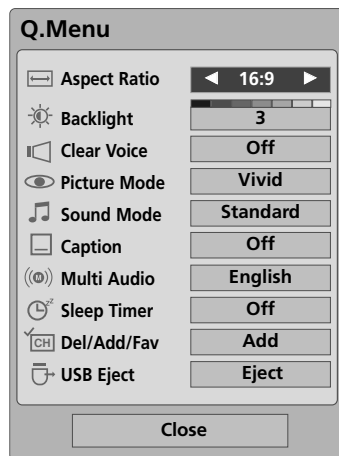 Q.Menu
Aspect Ratio ◄ 16:9 ►
Backlight 3
Clear Voice Off
Picture Mode Vivid
Sound Mode Standard
Caption Off
Multi Audio English
Sleep Timer Off
CH Del/Add/Fav Add
USB Eject Eject
Close